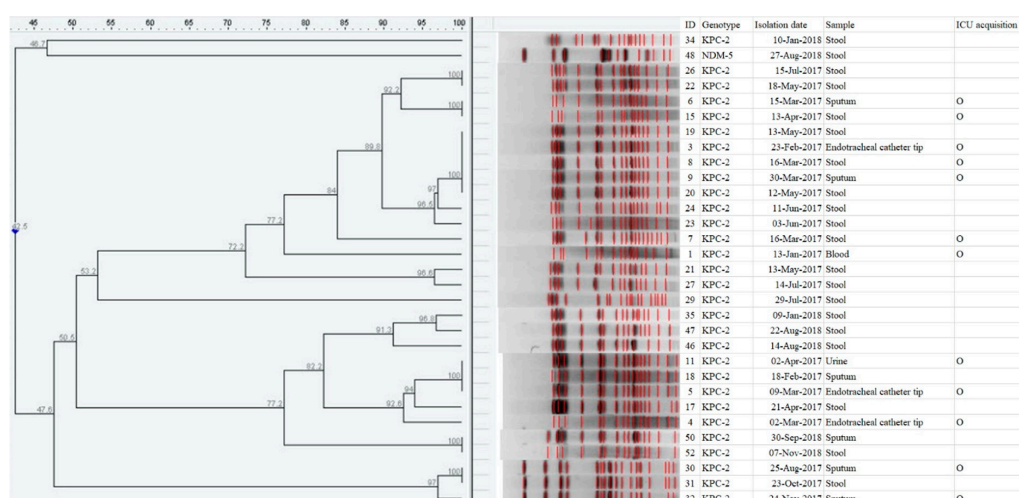 45 50 55 60 65 70 75 80 85 90 95 100
ID Genotype Isolation date Sample ICU acquisition
34 KPC-2 10-Jan-2018 Stool
46.7
48 NDM-5 27-Aug-2018 Stool
26 KPC-2 15-Jul-2017 Stool
100
22 KPC-2 18-May-2017 Stool
92.2
6 KPC-2 15-Mar-2017 Sputum O
100
15 KPC-2 13-Apr-2017 Stool O
19 KPC-2 13-May-2017 Stool
89.8
3 KPC-2 23-Feb-2017 Endotracheal catheter tip O
8 KPC-2 16-Mar-2017 Stool O
100
9 KPC-2 30-Mar-2017 Sputum O
84 97
20 KPC-2 12-May-2017 Stool
96.5
24 KPC-2 11-Jun-2017 Stool
77.2
23 KPC-2 03-Jun-2017 Stool
42.5
7 KPC-2 16-Mar-2017 Stool O
72.2
1 KPC-2 13-Jan-2017 Blood O
21 KPC-2 13-May-2017 Stool
53.2 96.6
27 KPC-2 14-Jul-2017 Stool
29 KPC-2 29-Jul-2017 Stool
35 KPC-2 09-Jan-2018 Stool
96.8
47 KPC-2 22-Aug-2018 Stool
91.3
50.5
46 KPC-2 14-Aug-2018 Stool
11 KPC-2 02-Apr-2017 Urine O
82.2
100
18 KPC-2 18-Feb-2017 Sputum
94
5 KPC-2 09-Mar-2017 Endotracheal catheter tip O
77.2 92.6
17 KPC-2 21-Apr-2017 Stool
47.6
4 KPC-2 02-Mar-2017 Endotracheal catheter tip O
50 KPC-2 30-Sep-2018 Sputum
100
52 KPC-2 07-Nov-2018 Stool
30 KPC-2 25-Aug-2017 Sputum O
100
31 KPC-2 23-Oct-2017 Stool
97
32 KPC-2 24-Nov-2017 Sputum O